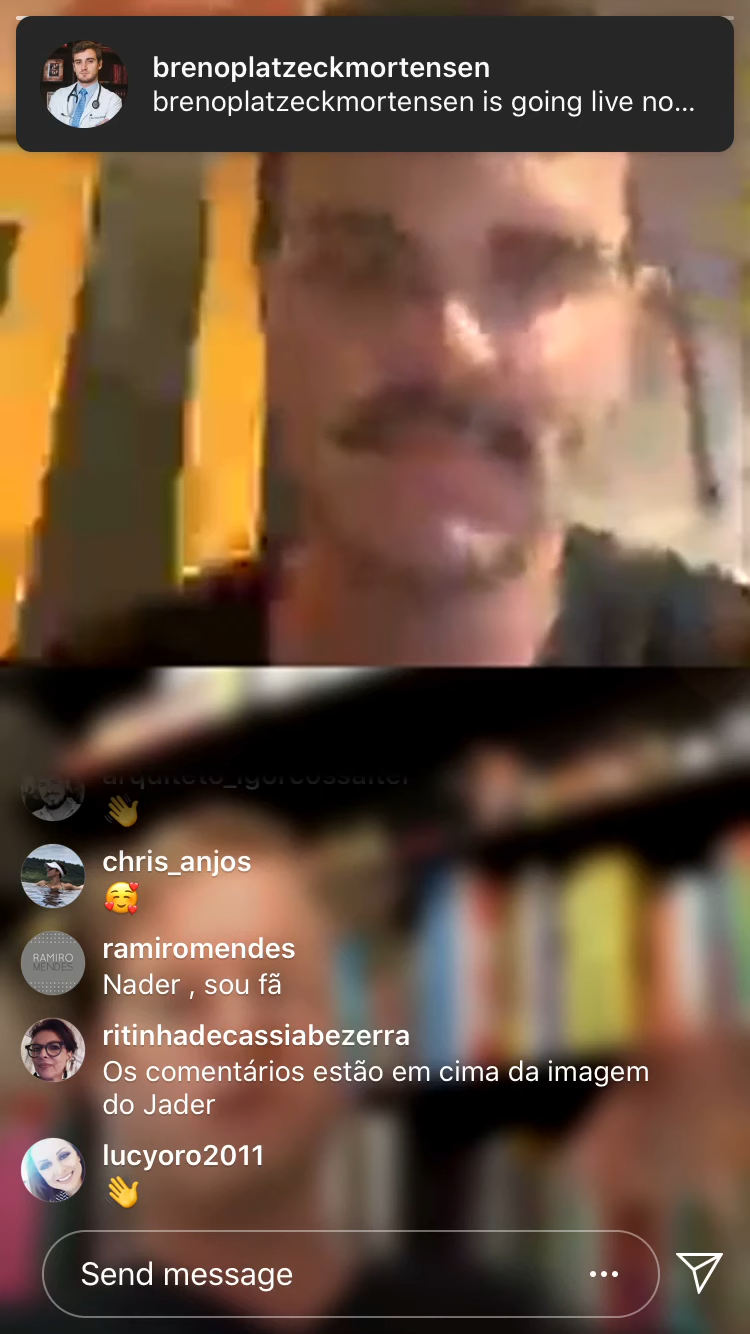 brenoplatzeckmortensen
brenoplatzeckmortensen is going live no...
👋
chris_anjos
🥰
RAMIRO
MENDES
ramiromendes
Nader , sou fã
ritinhadecassiabezerra
Os comentários estão em cima da imagem
do Jader
lucyoro2011
👋
Send message